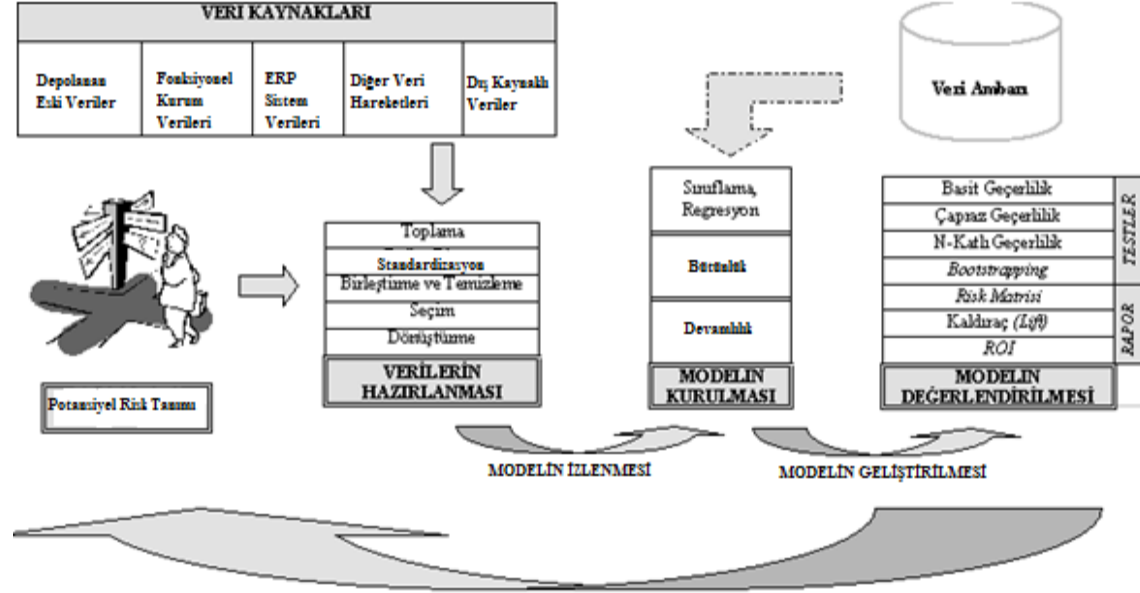 VERI KAYNAKLARI
Depolanan
Eski Veriler
Fonksiyonel
Kurum
Verileri
ERP
Sistem
Verileri
Diğer Veri
Hareketleri
Dış Kaynaklı
Veriler
Veri Ambarı
Toplama
Standardizasyon
Birleştirme ve Temizleme
Seçim
Dönüştürme
VERİLERİN
HAZIRLANMASI
Sınıflama,
Regresyon
Bütünlük
Devamlılık
MODELIN
KURULMASI
Basit Geçerlilik
Çapraz Geçerlilik
N-Katlı Geçerlilik
Bootstrapping
Risk Matrisi
Kaldıraç (Lift)
ROI
TESTLER
RAPOR
MODELIN
DEĞERLENDİRİLMESİ
Potansiyel Risk Tanımı
MODELİN İZLENMESİ
MODELİN GELİŞTİRİLMESİ